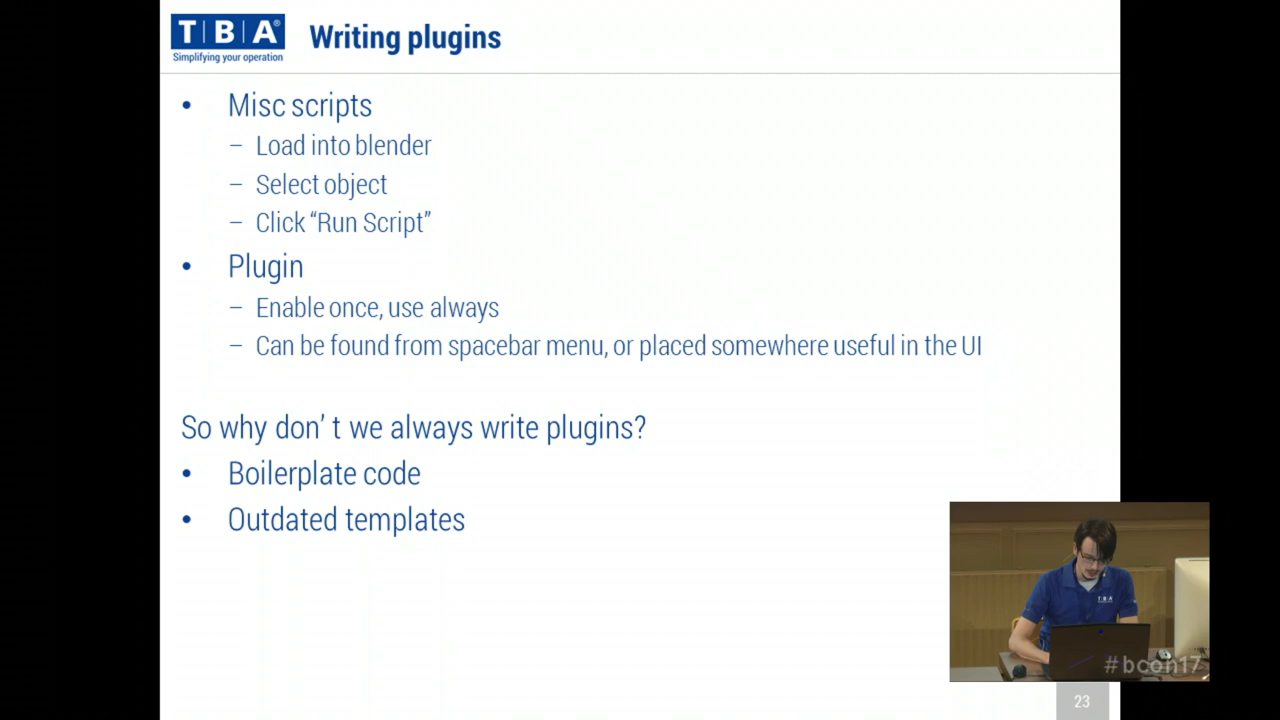 T|B|A®
Simplifying your operation
Writing plugins
• Misc scripts
– Load into blender
– Select object
– Click “Run Script”
• Plugin
– Enable once, use always
– Can be found from spacebar menu, or placed somewhere useful in the UI
So why don’ t we always write plugins?
• Boilerplate code
• Outdated templates
T B A
#bcon17
23